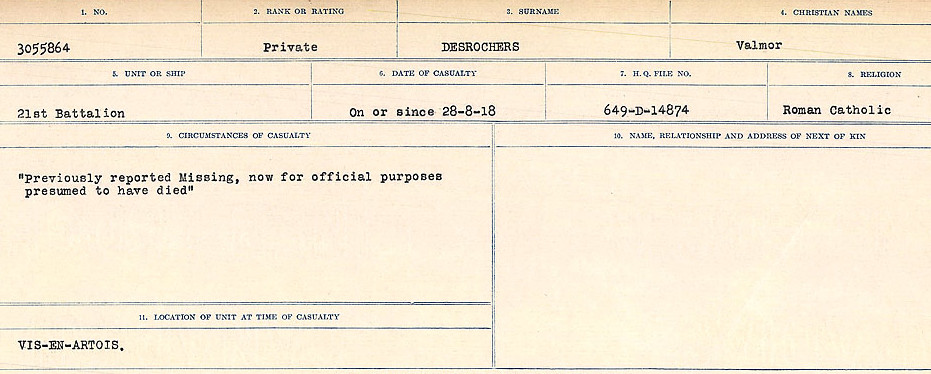 1. NO.
2. RANK OR RATING
3. SURNAME
4. CHRISTIAN NAMES
3055864
Private
DESROCHERS
Valmor
5. UNIT OR SHIP
6. DATE OF CASUALTY
7. H.Q. FILE NO.
8. RELIGION
21st Battalion
On or since 28-8-18
649-D-14874
Roman Catholic
9. CIRCUMSTANCES OF CASUALTY
10. NAME, RELATIONSHIP AND ADDRESS OF NEXT OF KIN
"Previously reported Missing, now for official purposes
presumed to have died"
11. LOCATION OF UNIT AT TIME OF CASUALTY
VIS-EN-ARTOIS.